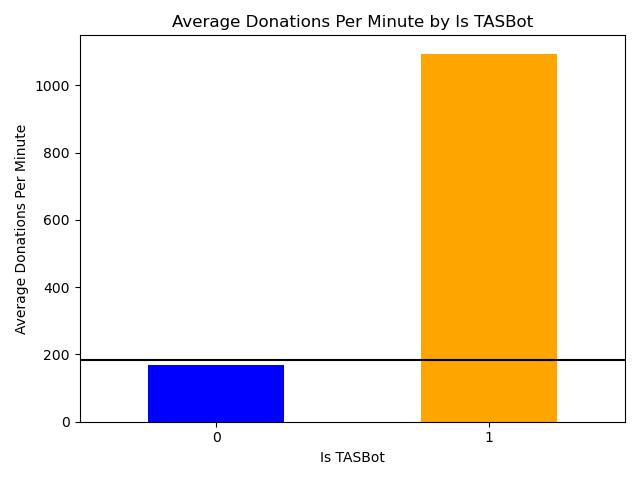 Average Donations Per Minute by Is TASBot
Average Donations Per Minute
1000
800
600
400
200
0
0 1
Is TASBot